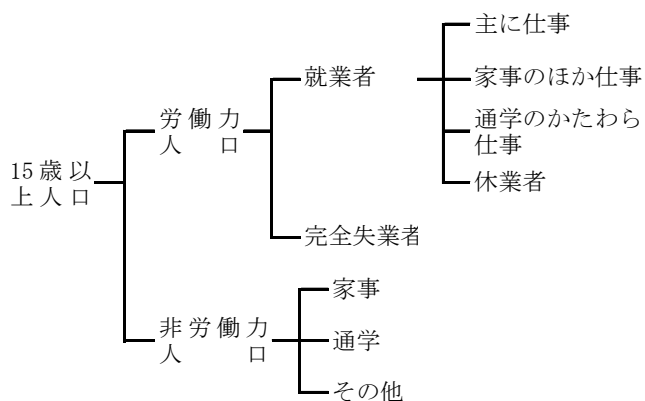 主に仕事
就業者
家事のほか仕事
労働力
人口
通学のかたわら
仕事
15歳以
上人口
休業者
完全失業者
家事
非労働力
人口
通学
その他